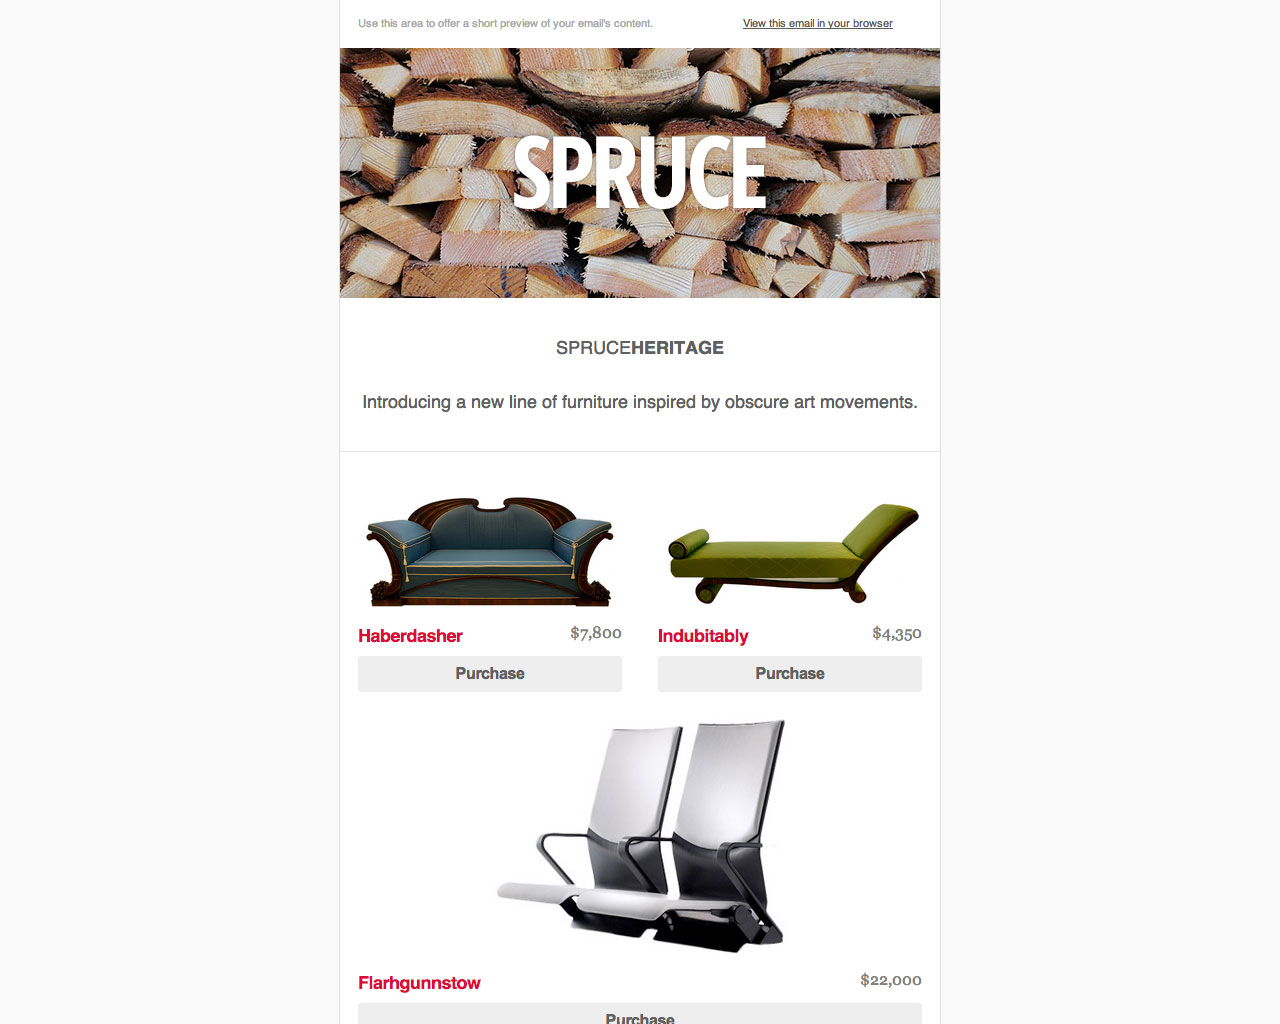 Use this area to offer a short preview of your email's content.
View this email in your browser
SPRUCE
SPRUCEHERITAGE
Introducing a new line of furniture inspired by obscure art movements.
Haberdasher $7,800
Indubitably $4,350
Purchase
Purchase
Flarhgunnstow $22,000
Purchase